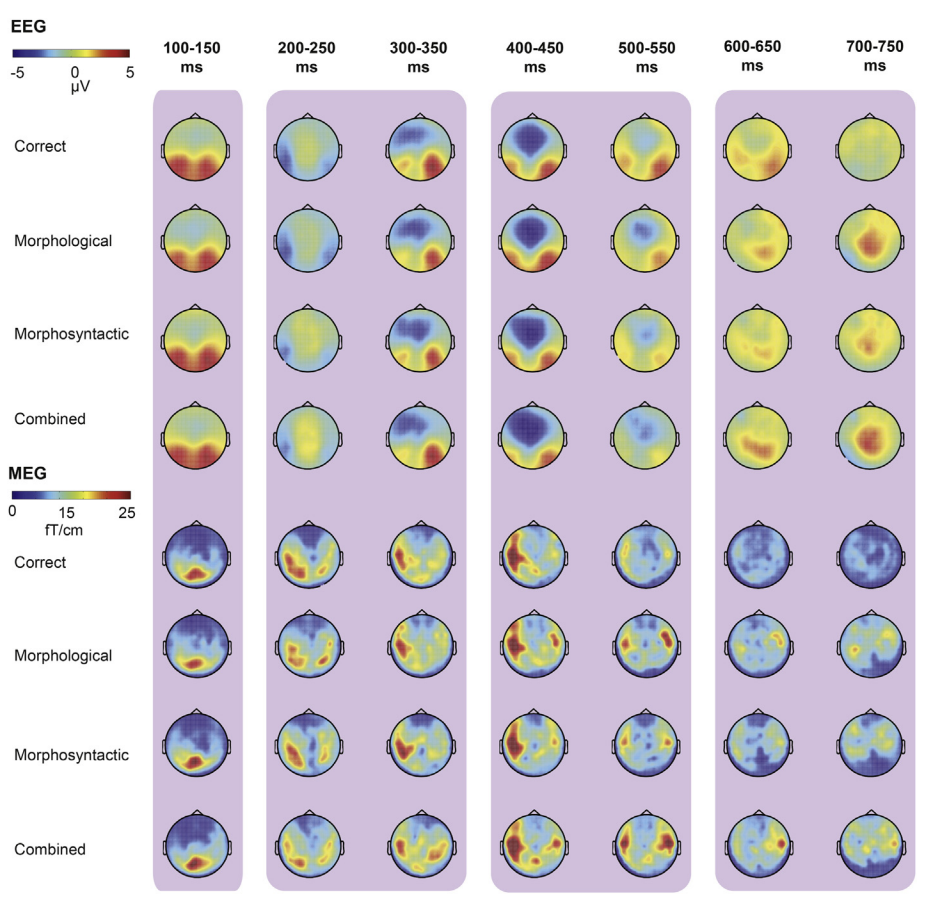 EEG
-5 0 5
µV
100-150 ms
200-250 ms
300-350 ms
400-450 ms
500-550 ms
600-650 ms
700-750 ms
Correct
Morphological
Morphosyntactic
Combined
MEG
0 15 25
fT/cm
Correct
Morphological
Morphosyntactic
Combined